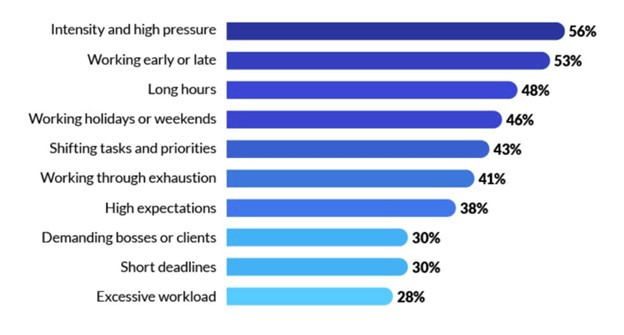 Intensity and high pressure 56%
Working early or late 53%
Long hours 48%
Working holidays or weekends 46%
Shifting tasks and priorities 43%
Working through exhaustion 41%
High expectations 38%
Demanding bosses or clients 30%
Short deadlines 30%
Excessive workload 28%